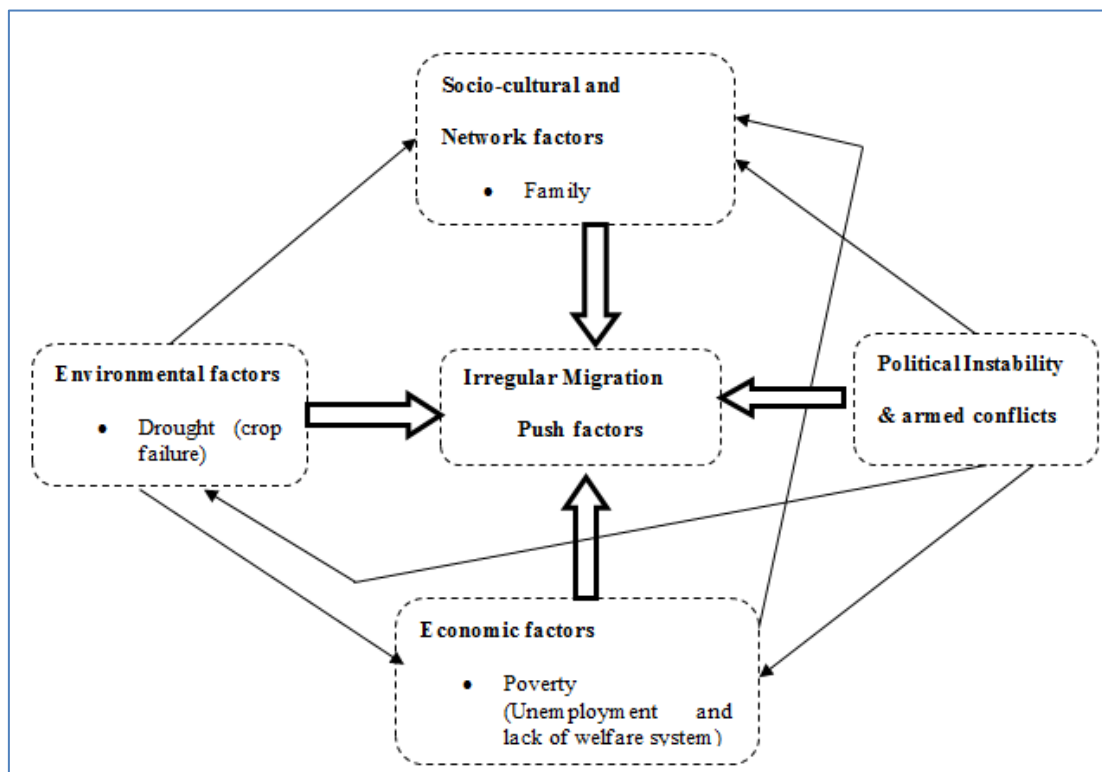 Socio-cultural and
Network factors
• Family
Environmental factors
• Drought (crop
failure)
Irregular Migration
Push factors
Political Instability
& armed conflicts
Economic factors
• Poverty
(Unemployment and
lack of welfare system)